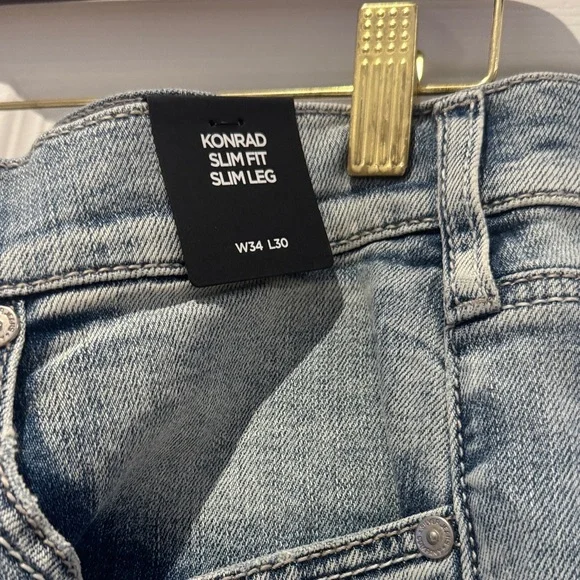 KONRAD
SLIM FIT
SLIM LEG
W34 L30